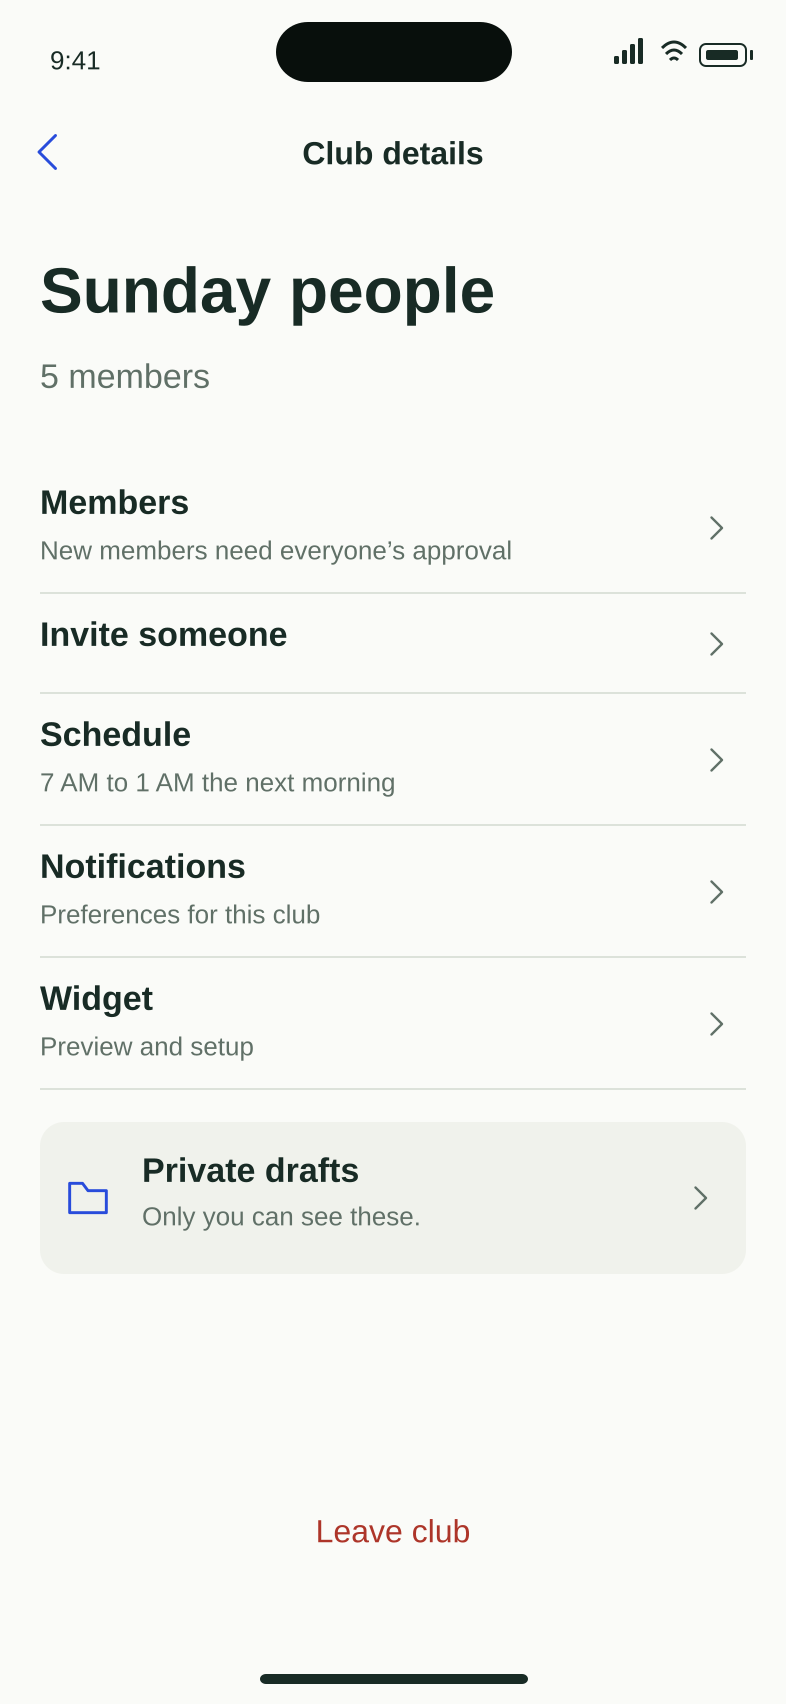 9:41
Club details
Sunday people
5 members
Members
New members need everyone’s approval
Invite someone
Schedule
7 AM to 1 AM the next morning
Notifications
Preferences for this club
Widget
Preview and setup
Private drafts
Only you can see these.
Leave club